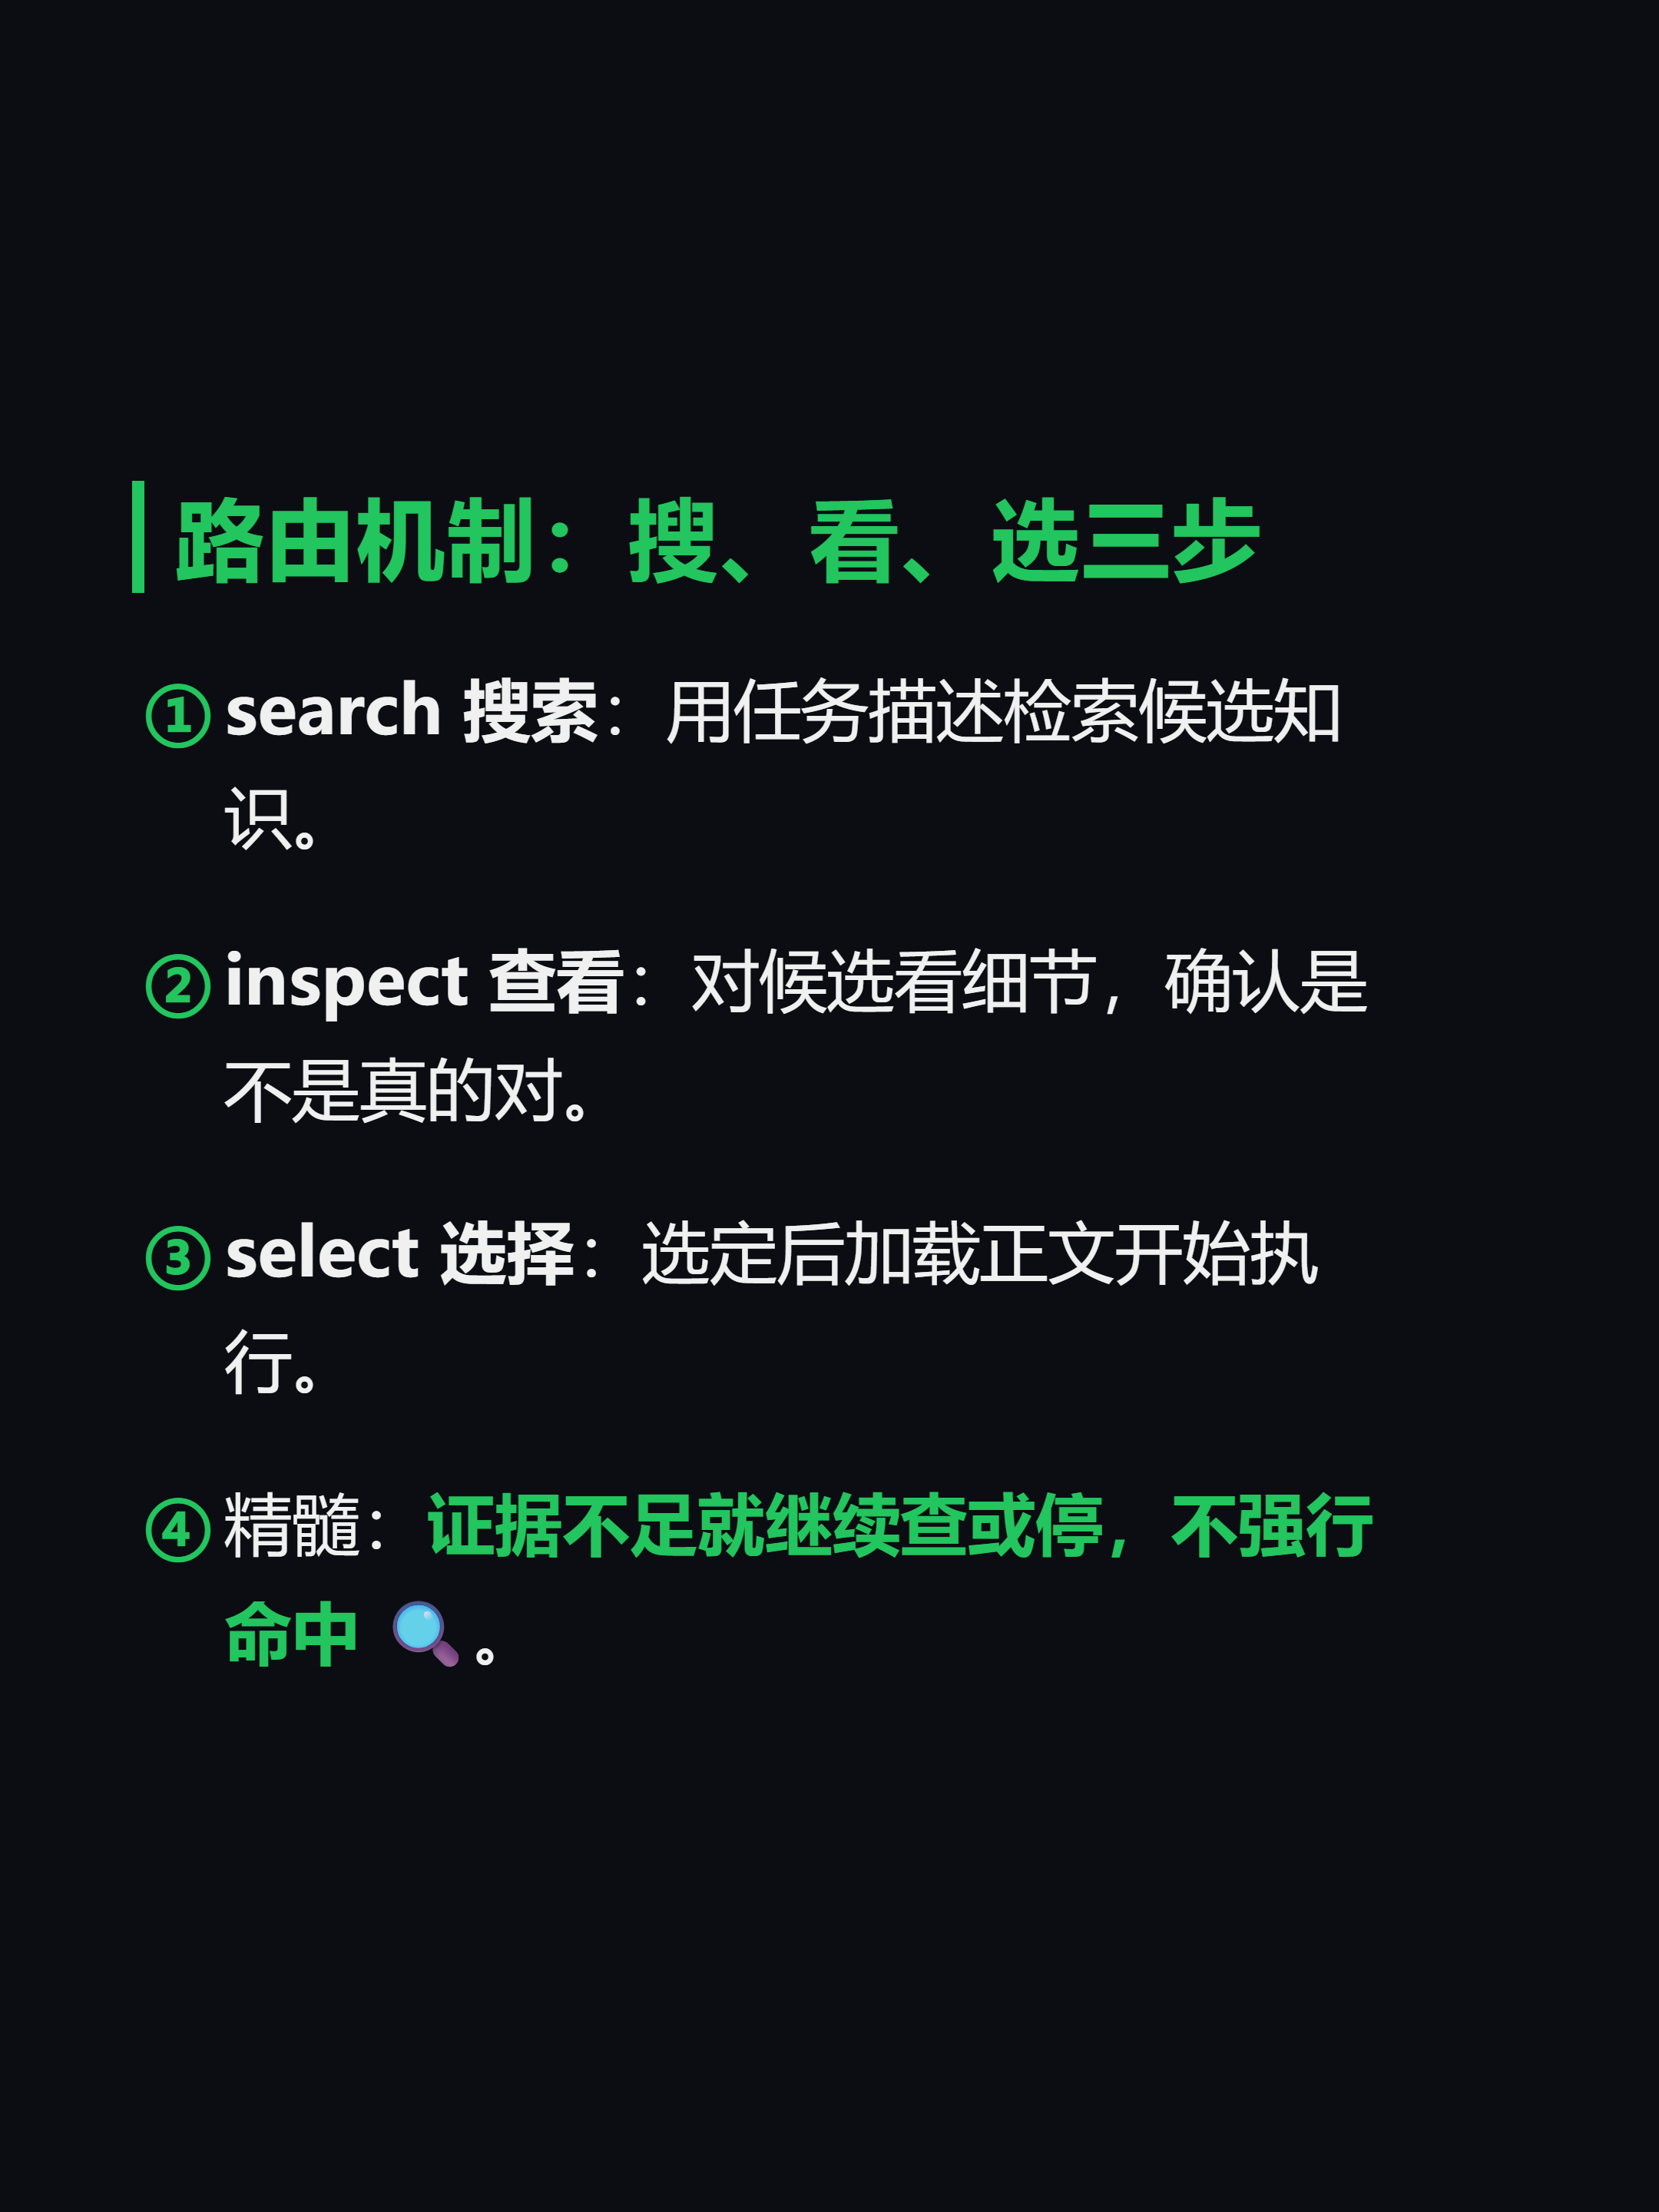 路由机制：搜、看、选三步
① search 搜索：用任务描述检索候选知
识。
② inspect 查看：对候选看细节，确认是
不是真的对。
③ select 选择：选定后加载正文开始执
行。
④ 精髓：证据不足就继续查或停，不强行
命中 🔍。